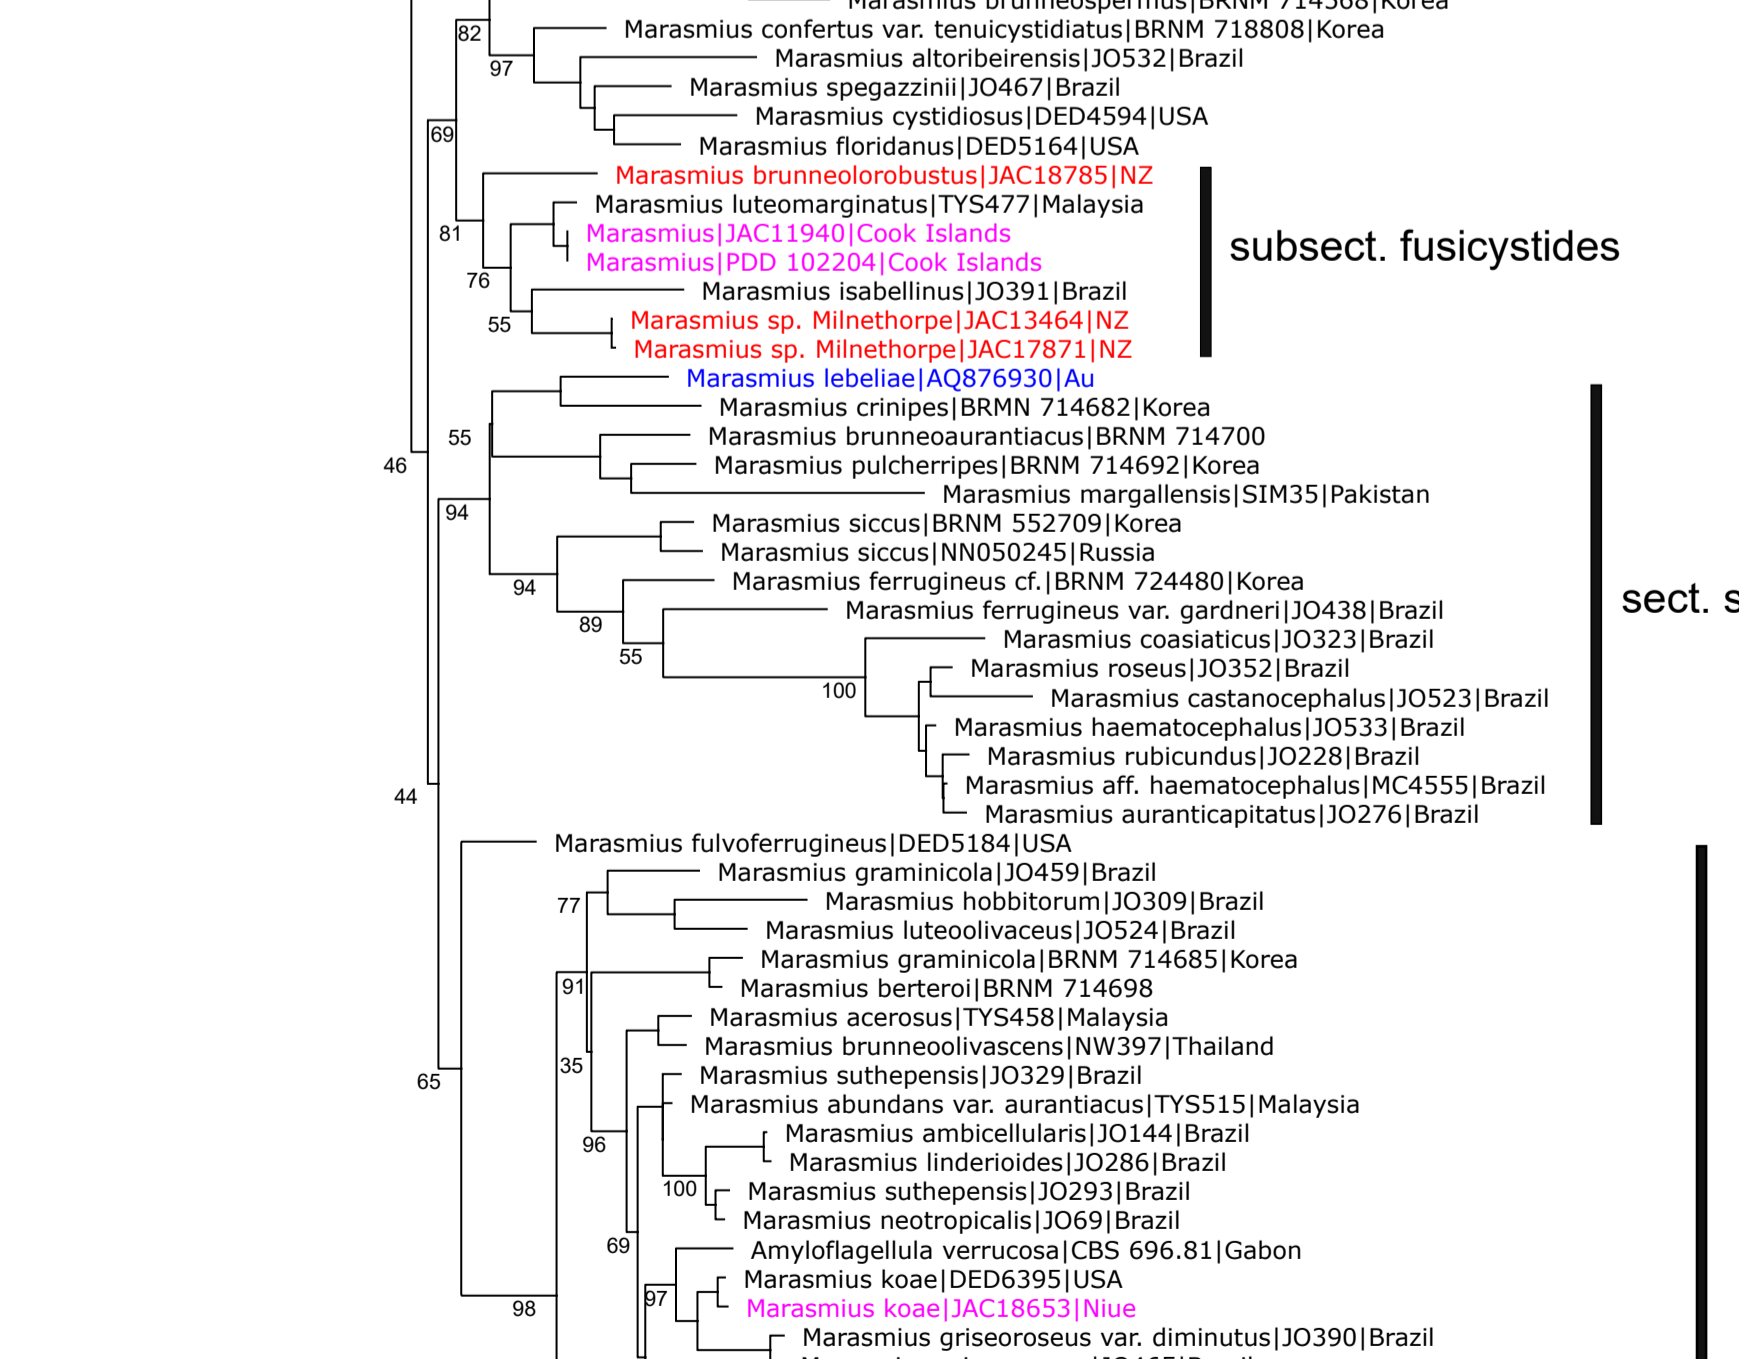 Marasmius brunneospermus|BRNM 714568|Korea
82
Marasmius confertus var. tenuicystidiatus|BRNM 718808|Korea
Marasmius altoribeirensis|JO532|Brazil
97
Marasmius spegazzinii|JO467|Brazil
Marasmius cystidiosus|DED4594|USA
69
Marasmius floridanus|DED5164|USA
Marasmius brunneolorobustus|JAC18785|NZ
Marasmius luteomarginatus|TYS477|Malaysia
81
Marasmius|JAC11940|Cook Islands
subsect. fusicystides
Marasmius|PDD 102204|Cook Islands
76
Marasmius isabellinus|JO391|Brazil
Marasmius sp. Milnethorpe|JAC13464|NZ
55
Marasmius sp. Milnethorpe|JAC17871|NZ
Marasmius lebeliae|AQ876930|Au
Marasmius crinipes|BRMN 714682|Korea
55
Marasmius brunneoaurantiacus|BRNM 714700
46
Marasmius pulcherripes|BRNM 714692|Korea
Marasmius margallensis|SIM35|Pakistan
94
Marasmius siccus|BRNM 552709|Korea
Marasmius siccus|NN050245|Russia
94
Marasmius ferrugineus cf.|BRNM 724480|Korea
sect. s
Marasmius ferrugineus var. gardneri|JO438|Brazil
89
Marasmius coasiaticus|JO323|Brazil
55
Marasmius roseus|JO352|Brazil
100
Marasmius castanocephalus|JO523|Brazil
Marasmius haematocephalus|JO533|Brazil
Marasmius rubicundus|JO228|Brazil
Marasmius aff. haematocephalus|MC4555|Brazil
44
Marasmius auranticapitatus|JO276|Brazil
Marasmius fulvoferrugineus|DED5184|USA
Marasmius graminicola|JO459|Brazil
77
Marasmius hobbitorum|JO309|Brazil
Marasmius luteoolivaceus|JO524|Brazil
Marasmius graminicola|BRNM 714685|Korea
91
Marasmius berteroi|BRNM 714698
Marasmius acerosus|TYS458|Malaysia
Marasmius brunneoolivascens|NW397|Thailand
35
65
Marasmius suthepensis|JO329|Brazil
Marasmius abundans var. aurantiacus|TYS515|Malaysia
Marasmius ambicellularis|JO144|Brazil
96
Marasmius linderioides|JO286|Brazil
100
Marasmius suthepensis|JO293|Brazil
Marasmius neotropicalis|JO69|Brazil
69
Amyloflagellula verrucosa|CBS 696.81|Gabon
Marasmius koae|DED6395|USA
97
98
Marasmius koae|JAC18653|Niue
Marasmius griseoroseus var. diminutus|JO390|Brazil